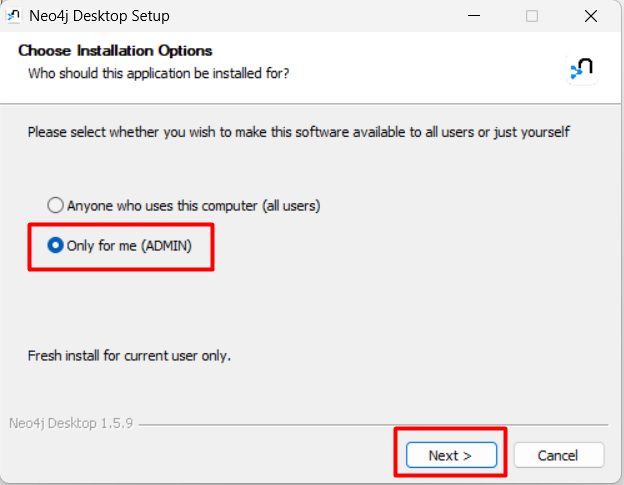 Neo4j Desktop Setup
Choose Installation Options
Who should this application be installed for?
Please select whether you wish to make this software available to all users or just yourself
Anyone who uses this computer (all users)
Only for me (ADMIN)
Fresh install for current user only.
Neo4j Desktop 1.5.9
Next >
Cancel